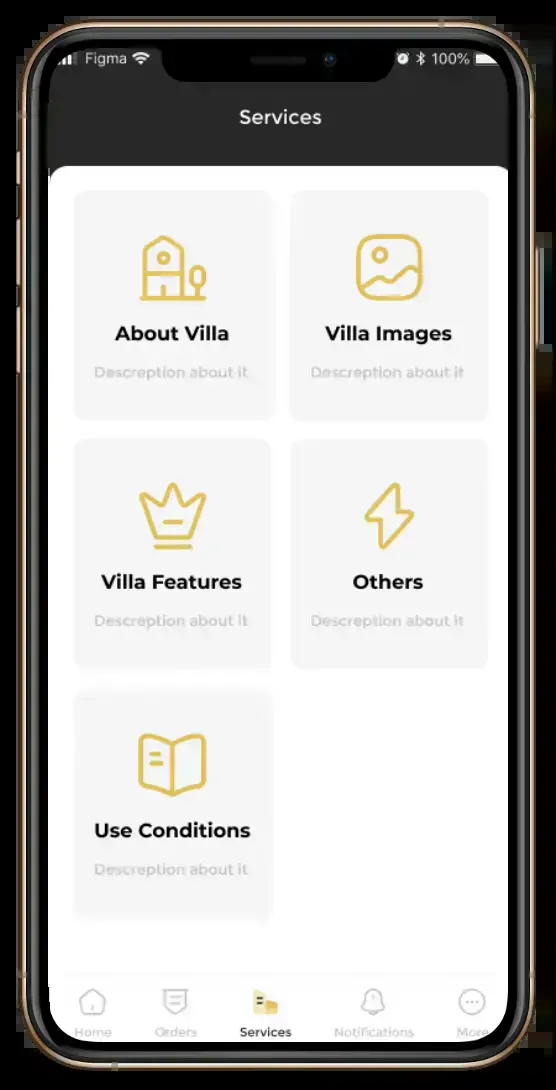 Figma 100%
Services
About Villa Villa Images
Descreption about it Descreption about it
Villa Features Others
Descreption about it Descreption about it
Use Conditions
Descreption about it
Home Orders Services Notifications More